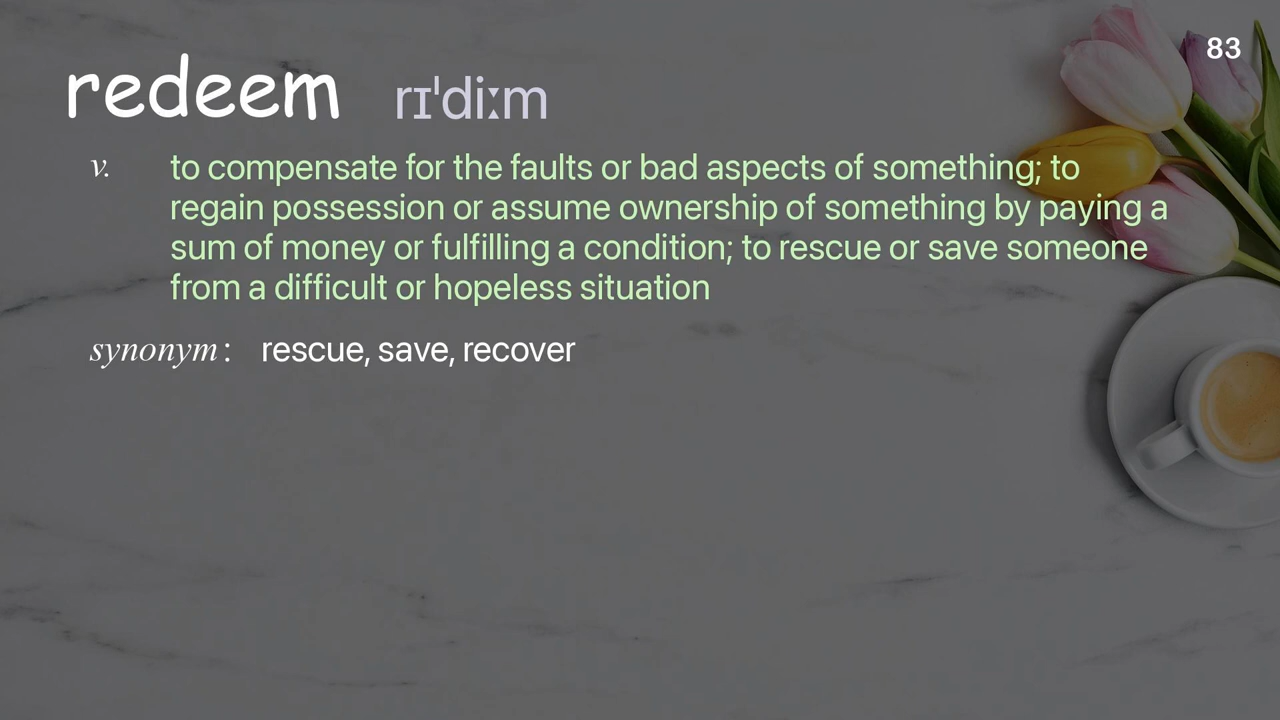 83
redeem rɪˈdiːm
v. to compensate for the faults or bad aspects of something; to
regain possession or assume ownership of something by paying a
sum of money or fulfilling a condition; to rescue or save someone
from a difficult or hopeless situation
synonym: rescue, save, recover